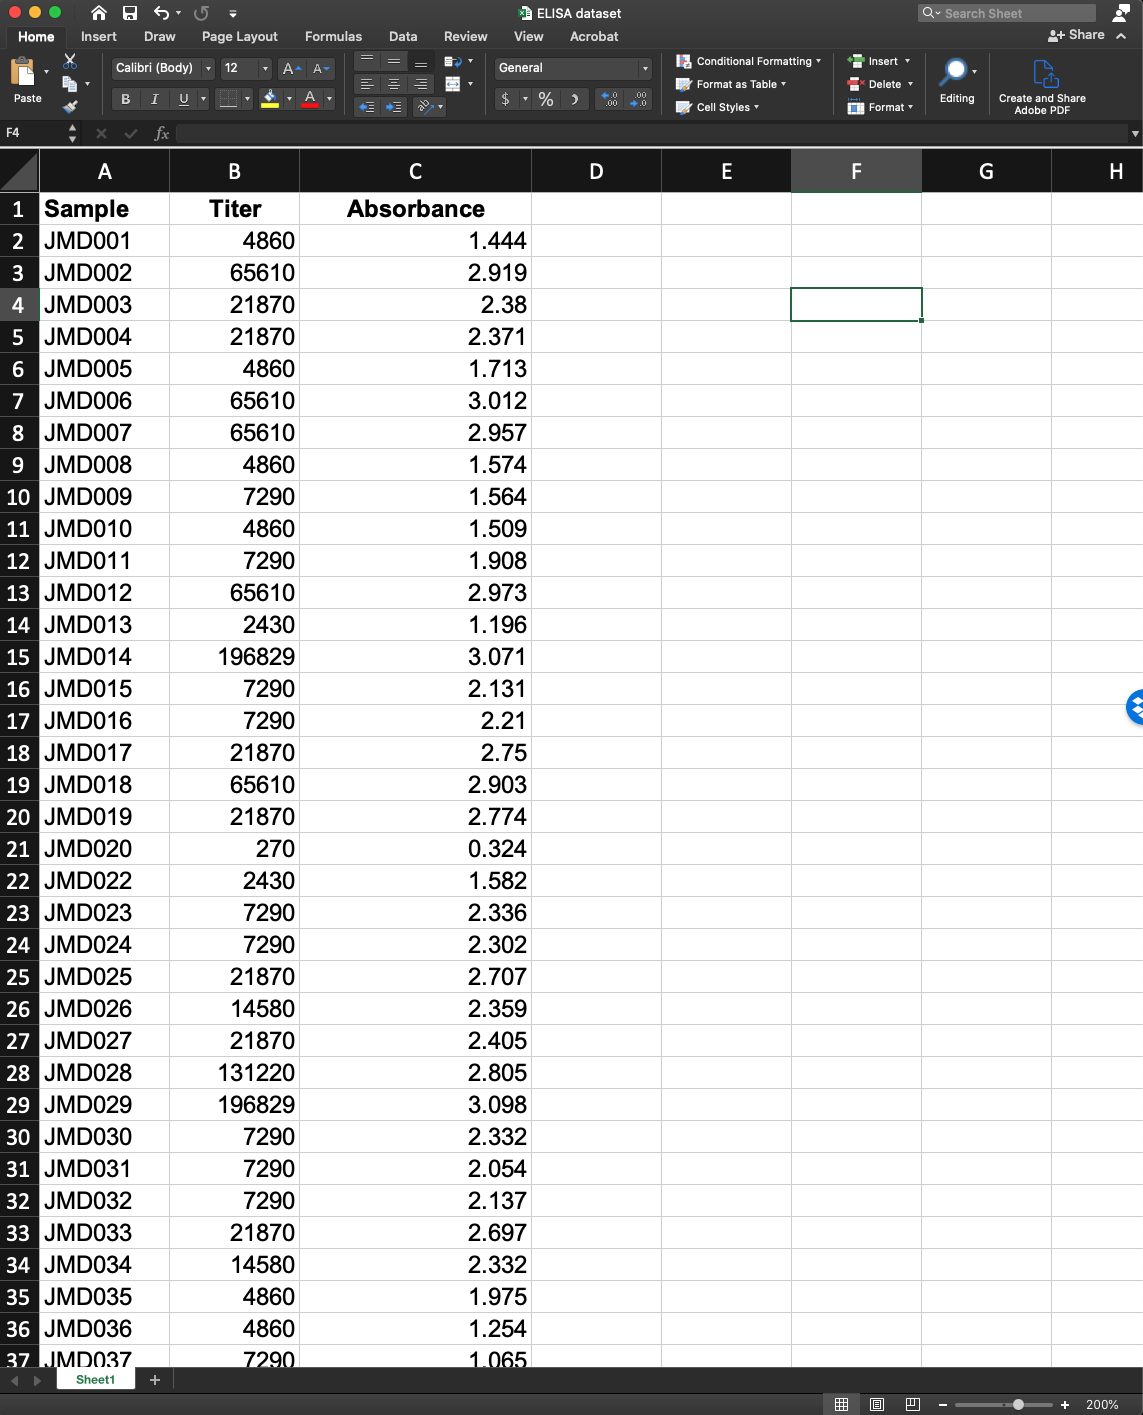 ELISA dataset
Search Sheet
Home Insert Draw Page Layout Formulas Data Review View Acrobat
Share
Paste
Calibri (Body) 12 A A
B I U A
General
$ % )
Conditional Formatting
Format as Table
Cell Styles
Insert
Delete
Format
Editing
Create and Share
Adobe PDF
F4 fx
A B C D E F G H
1 Sample Titer Absorbance
2 JMD001 4860 1.444
3 JMD002 65610 2.919
4 JMD003 21870 2.38
5 JMD004 21870 2.371
6 JMD005 4860 1.713
7 JMD006 65610 3.012
8 JMD007 65610 2.957
9 JMD008 4860 1.574
10 JMD009 7290 1.564
11 JMD010 4860 1.509
12 JMD011 7290 1.908
13 JMD012 65610 2.973
14 JMD013 2430 1.196
15 JMD014 196829 3.071
16 JMD015 7290 2.131
17 JMD016 7290 2.21
18 JMD017 21870 2.75
19 JMD018 65610 2.903
20 JMD019 21870 2.774
21 JMD020 270 0.324
22 JMD022 2430 1.582
23 JMD023 7290 2.336
24 JMD024 7290 2.302
25 JMD025 21870 2.707
26 JMD026 14580 2.359
27 JMD027 21870 2.405
28 JMD028 131220 2.805
29 JMD029 196829 3.098
30 JMD030 7290 2.332
31 JMD031 7290 2.054
32 JMD032 7290 2.137
33 JMD033 21870 2.697
34 JMD034 14580 2.332
35 JMD035 4860 1.975
36 JMD036 4860 1.254
37 JMD037 7290 1.065
Sheet1 +
200%